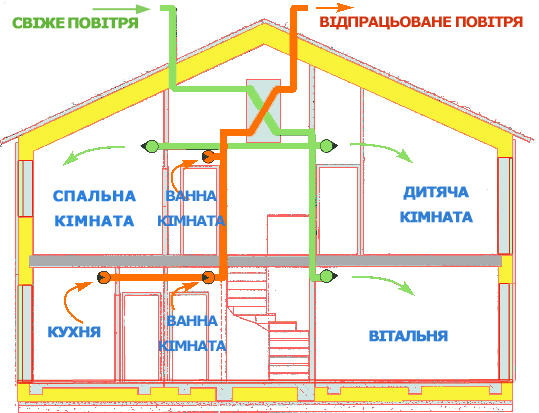 СВІЖЕ ПОВІТРЯ
ВІДПРАЦЬОВАНЕ ПОВІТРЯ
СПАЛЬНА
КІМНАТА
ВАННА
КІМНАТА
ДИТЯЧА
КІМНАТА
КУХНЯ
ВАННА
КІМНАТА
ВІТАЛЬНЯ